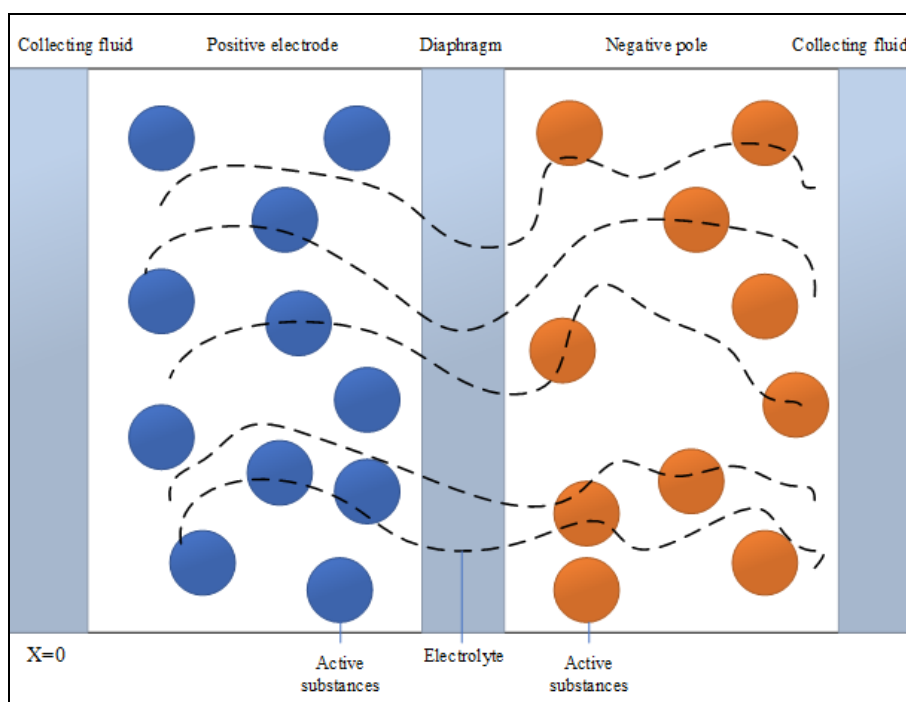 Collecting fluid Positive electrode Diaphragm Negative pole Collecting fluid
X=0
Active
substances
Electrolyte
Active
substances